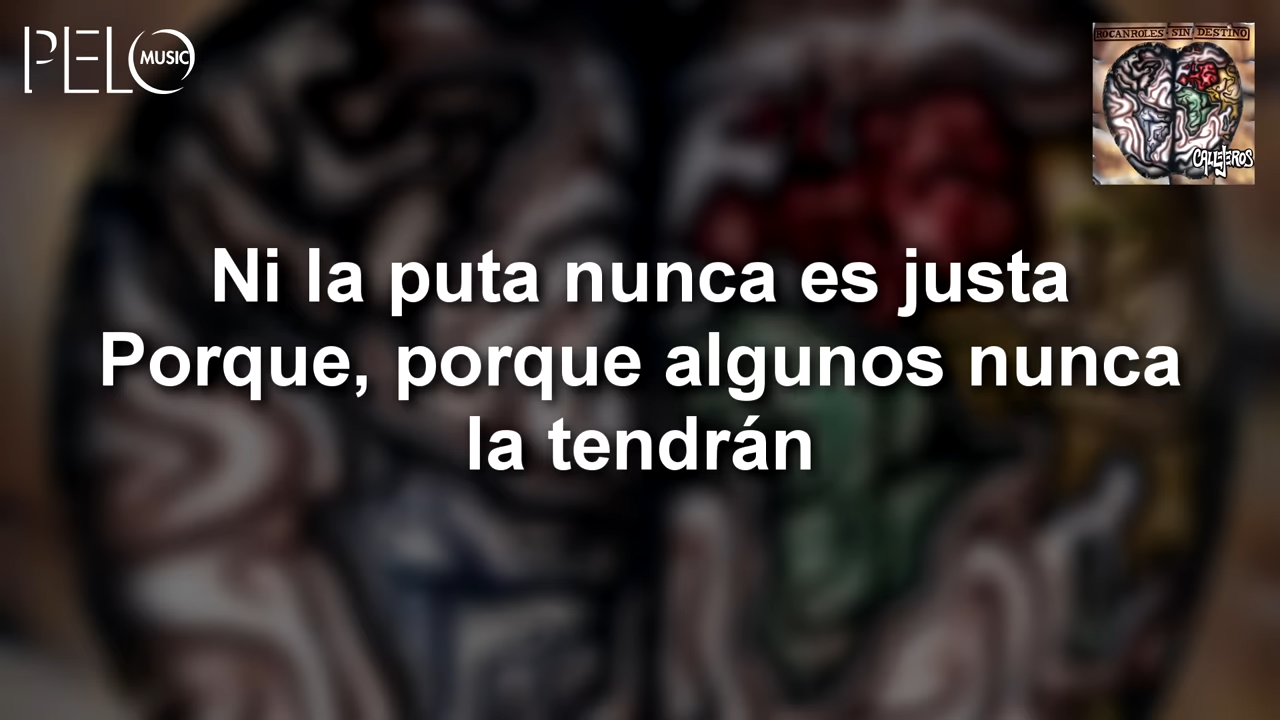 PELO MUSIC
ROCANROLES SIN DESTINO
CALLEJEROS
Ni la puta nunca es justa
Porque, porque algunos nunca
la tendrán